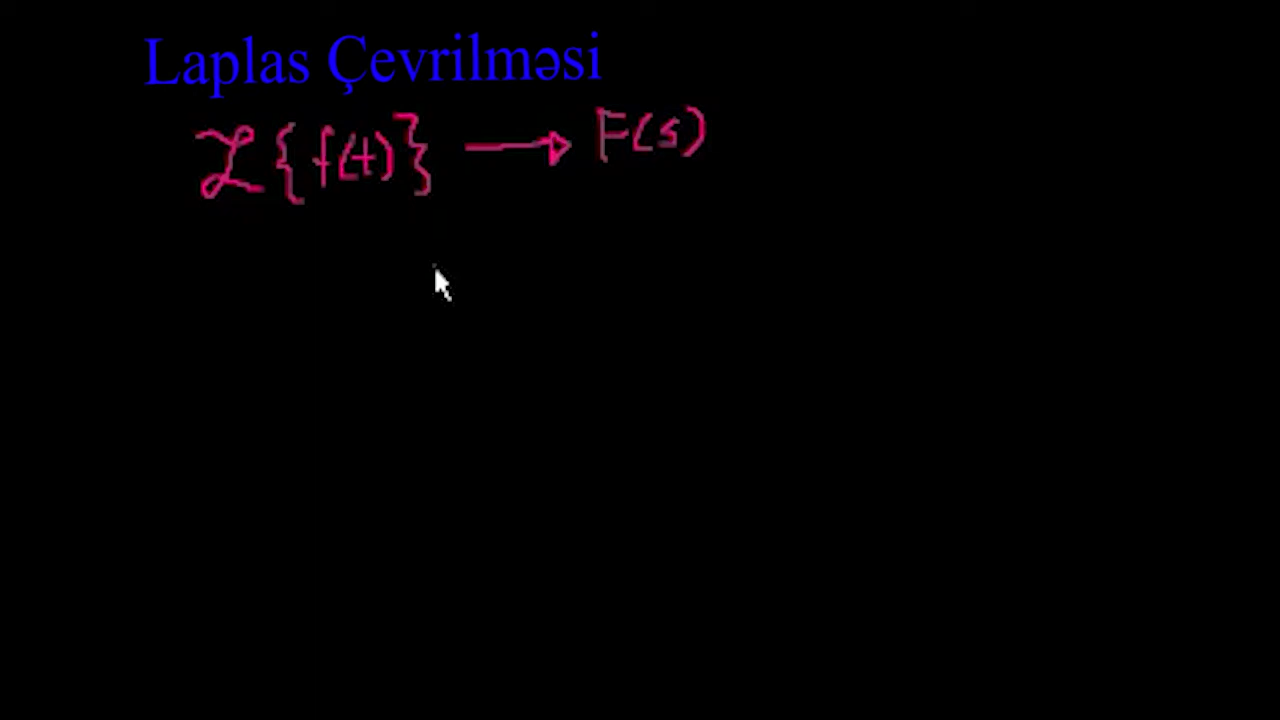 Laplas Çevrilməsi
ℒ{f(t)} → F(s)